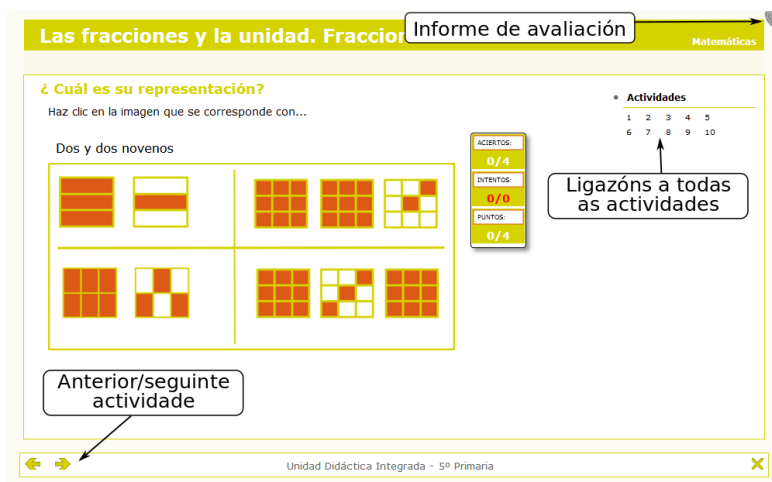 Las fracciones y la unidad. Fraccion
Informe de avaliación
Matemáticas
¿ Cuál es su representación?
Haz clic en la imagen que se corresponde con...
Actividades
1 2 3 4 5
6 7 8 9 10
Dos y dos novenos
ACIERTOS:
0/4
INTENTOS:
0/0
PUNTOS:
0/4
Ligazóns a todas
as actividades
Anterior/seguinte
actividade
Unidad Didáctica Integrada - 5º Primaria